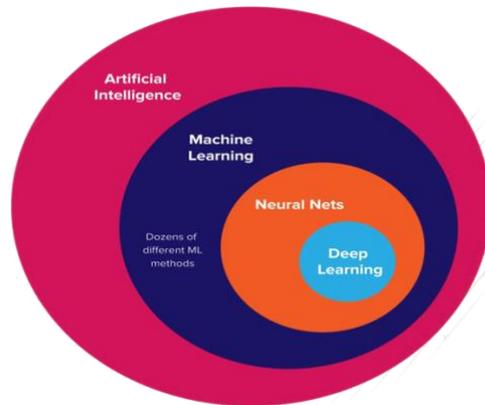 Artificial
Intelligence
Machine
Learning
Neural Nets
Dozens of
different ML
methods
Deep
Learning